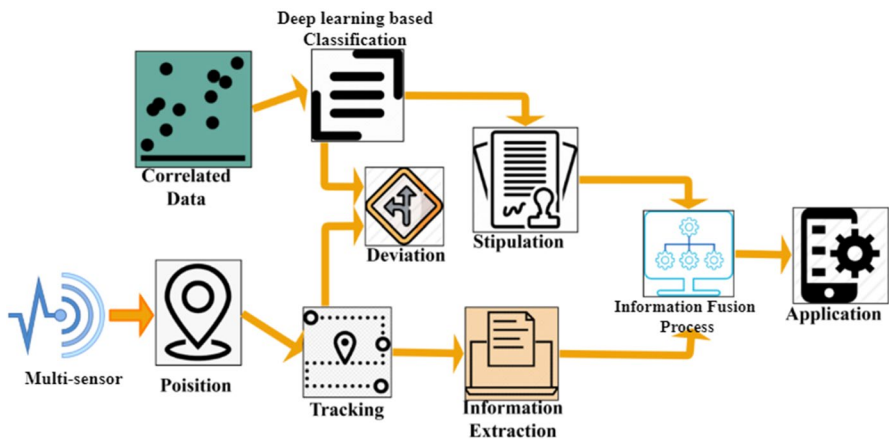 Deep learning based
Classification
Correlated
Data
Deviation
Stipulation
Multi-sensor
Poisition
Tracking
Information
Extraction
Information Fusion
Process
Application